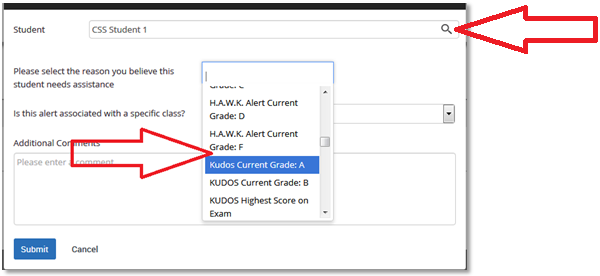 Student
CSS Student 1
Please select the reason you believe this
student needs assistance
Grade: C
H.A.W.K. Alert Current
Grade: D
H.A.W.K. Alert Current
Grade: F
Kudos Current Grade: A
KUDOS Current Grade: B
KUDOS Highest Score on
Exam
Is this alert associated with a specific class?
Additional Comments
Please enter a comment
Submit
Cancel